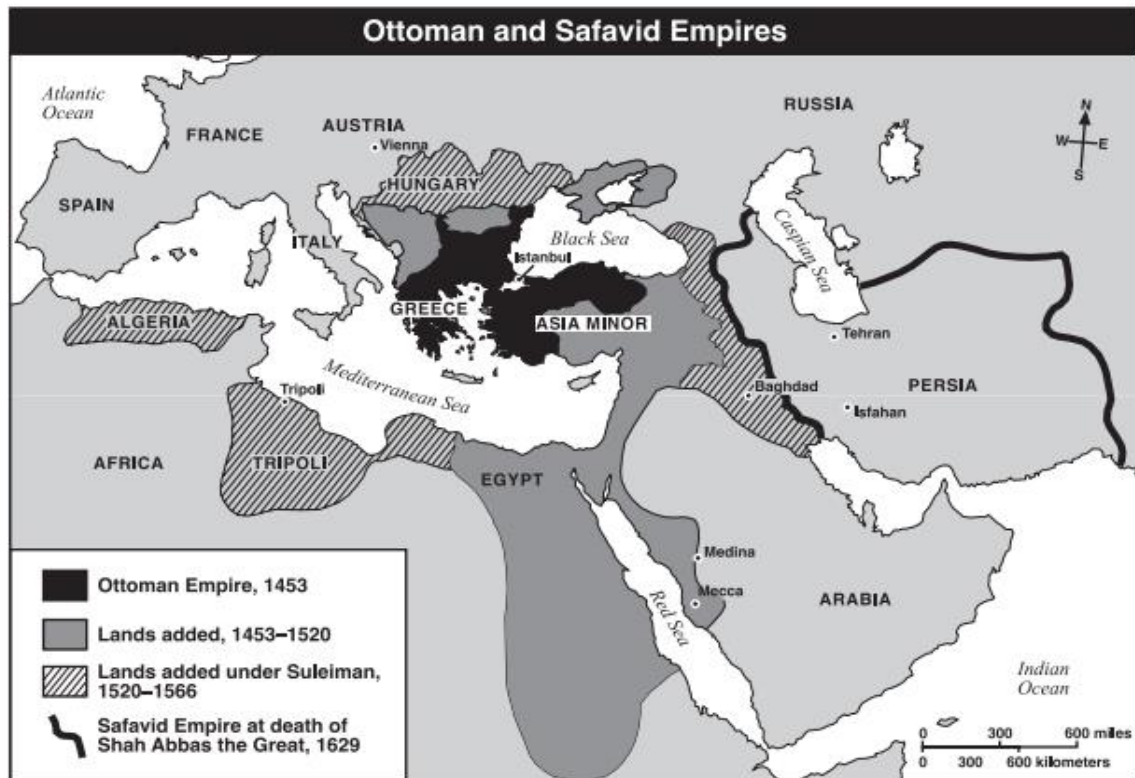 Ottoman and Safavid Empires
Atlantic
Ocean
FRANCE
AUSTRIA
Vienna
RUSSIA
N
W
E
S
HUNGARY
SPAIN
ITALY
Black Sea
Caspian Sea
Istanbul
GREECE
ASIA MINOR
ALGERIA
Tehran
Mediterranean Sea
Tripoli
Baghdad
PERSIA
Isfahan
AFRICA
TRIPOLI
EGYPT
Medina
Mecca
ARABIA
Red Sea
Indian
Ocean
Ottoman Empire, 1453
Lands added, 1453–1520
Lands added under Suleiman,
1520–1566
Safavid Empire at death of
Shah Abbas the Great, 1629
0 300 600 miles
0 300 600 kilometers